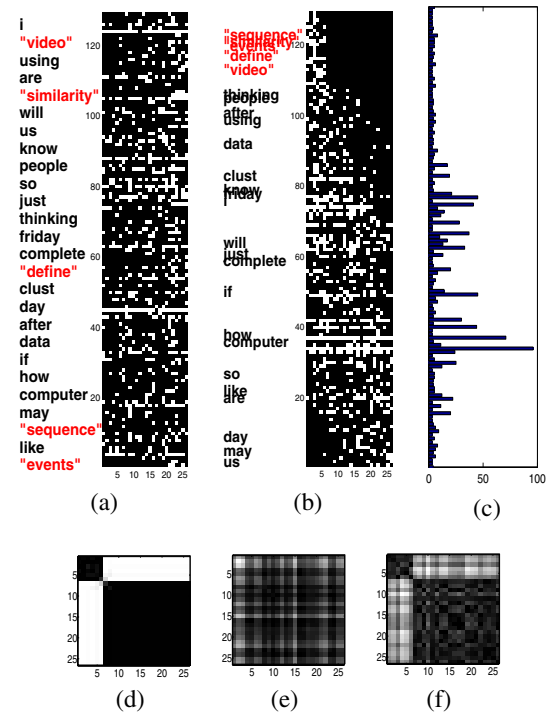 i
"video"
using
are
"similarity"
will
us
know
people
so
just
thinking
friday
complete
"define"
clust
day
after
data
if
how
computer
may
"sequence"
like
"events"
120
100
80
60
40
20
5 10 15 20 25
(a)
"sequence"
"similarity"
"events"
"define"
"video"
thinking
people
after
using
data
clust
know
friday
i
will
just
complete
if
how
computer
so
like
are
day
may
us
120
100
80
60
40
20
5 10 15 20 25
(b)
0 50 100
(c)
5
10
15
20
25
5 10 15 20 25
(d)
5
10
15
20
25
5 10 15 20 25
(e)
5
10
15
20
25
5 10 15 20 25
(f)